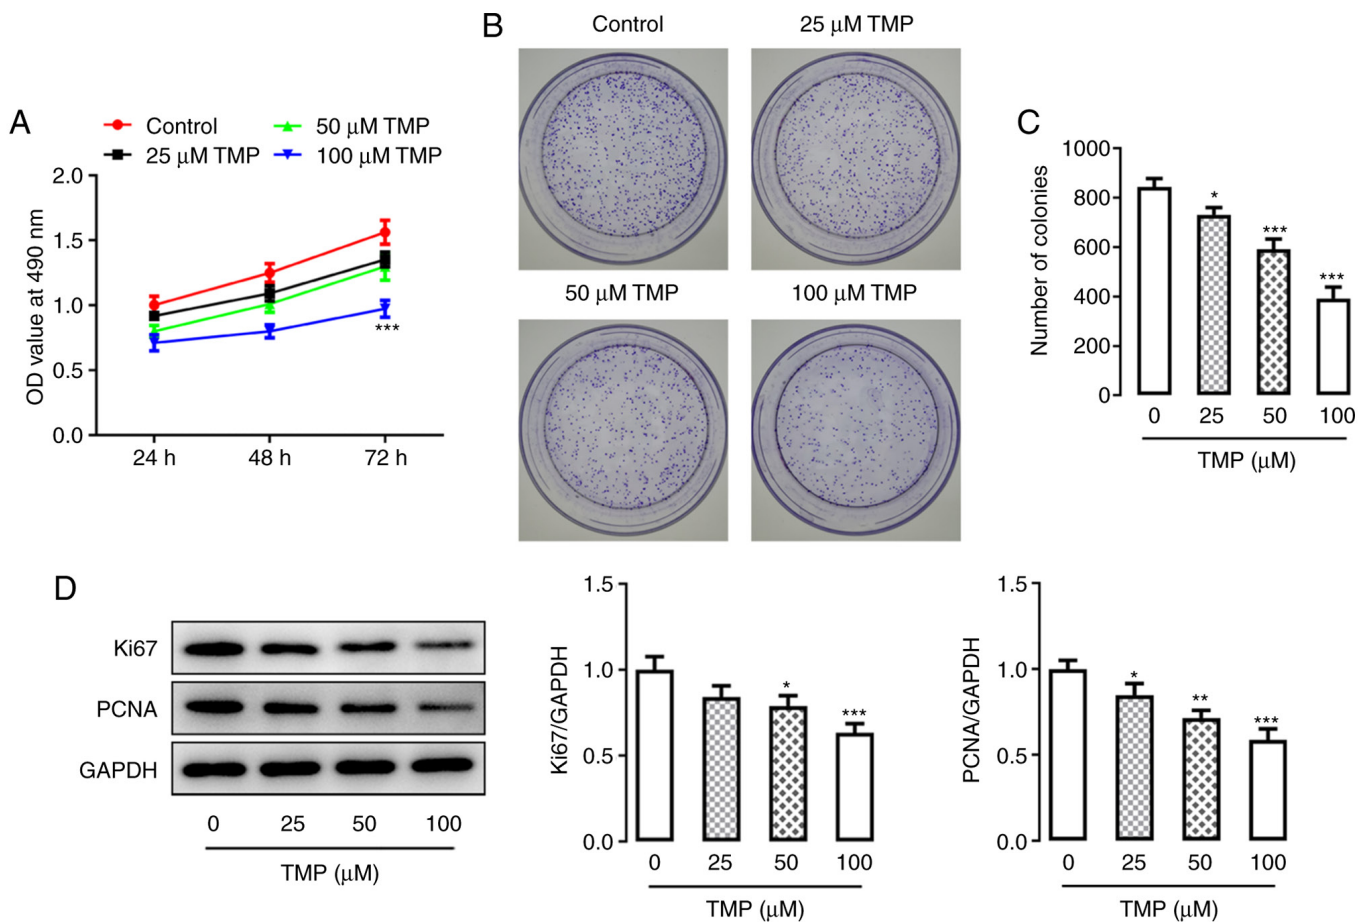 A
Control
25 μM TMP
50 μM TMP
100 μM TMP
OD value at 490 nm
2.0
1.5
1.0
0.5
0.0
***
24 h 48 h 72 h
B
Control 25 μM TMP
50 μM TMP 100 μM TMP
C
Number of colonies
1000
800
600
400
200
0
* *** ***
0 25 50 100
TMP (μM)
D
Ki67
PCNA
GAPDH
0 25 50 100
TMP (μM)
Ki67/GAPDH
1.5
1.0
0.5
0.0
* ***
0 25 50 100
TMP (μM)
PCNA/GAPDH
1.5
1.0
0.5
0.0
* ** ***
0 25 50 100
TMP (μM)